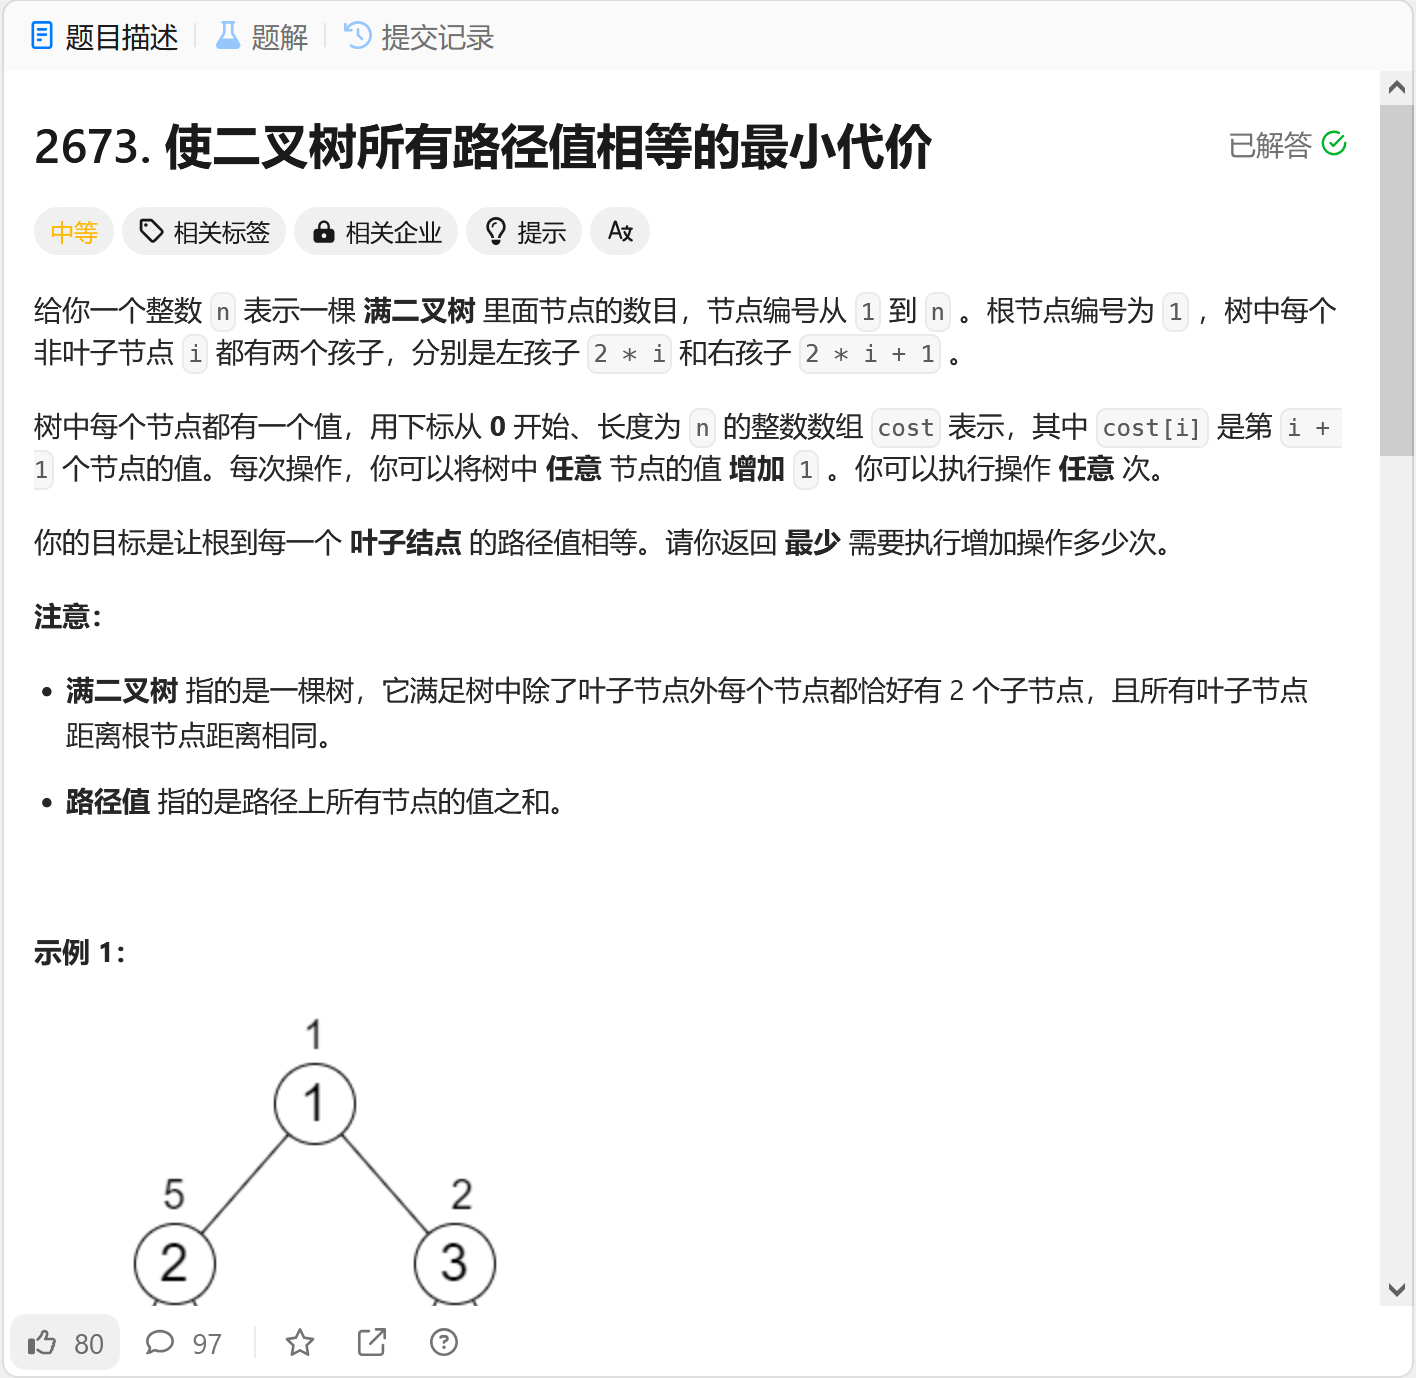 题目描述 题解 提交记录
2673. 使二叉树所有路径值相等的最小代价 已解答
中等 相关标签 相关企业 提示
给你一个整数 n 表示一棵 满二叉树 里面节点的数目，节点编号从 1 到 n 。根节点编号为 1 ，树中每个
非叶子节点 i 都有两个孩子，分别是左孩子 2 * i 和右孩子 2 * i + 1 。
树中每个节点都有一个值，用下标从 0 开始、长度为 n 的整数数组 cost 表示，其中 cost[i] 是第 i +
1 个节点的值。每次操作，你可以将树中 任意 节点的值 增加 1 。你可以执行操作 任意 次。
你的目标是让根到每一个 叶子结点 的路径值相等。请你返回 最少 需要执行增加操作多少次。
注意：
满二叉树 指的是一棵树，它满足树中除了叶子节点外每个节点都恰好有 2 个子节点，且所有叶子节点
距离根节点距离相同。
路径值 指的是路径上所有节点的值之和。
示例 1：
1
1
5 2
2 3
80 97